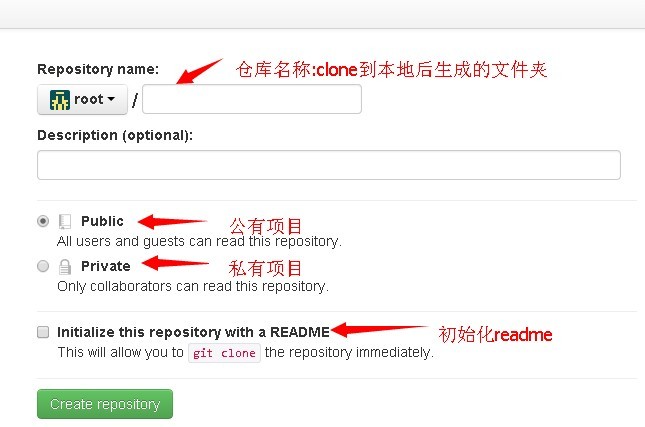 Repository name:
仓库名称:clone到本地后生成的文件夹
root /
Description (optional):
Public
公有项目
All users and guests can read this repository.
Private
私有项目
Only collaborators can read this repository.
Initialize this repository with a README
初始化readme
This will allow you to git clone the repository immediately.
Create repository